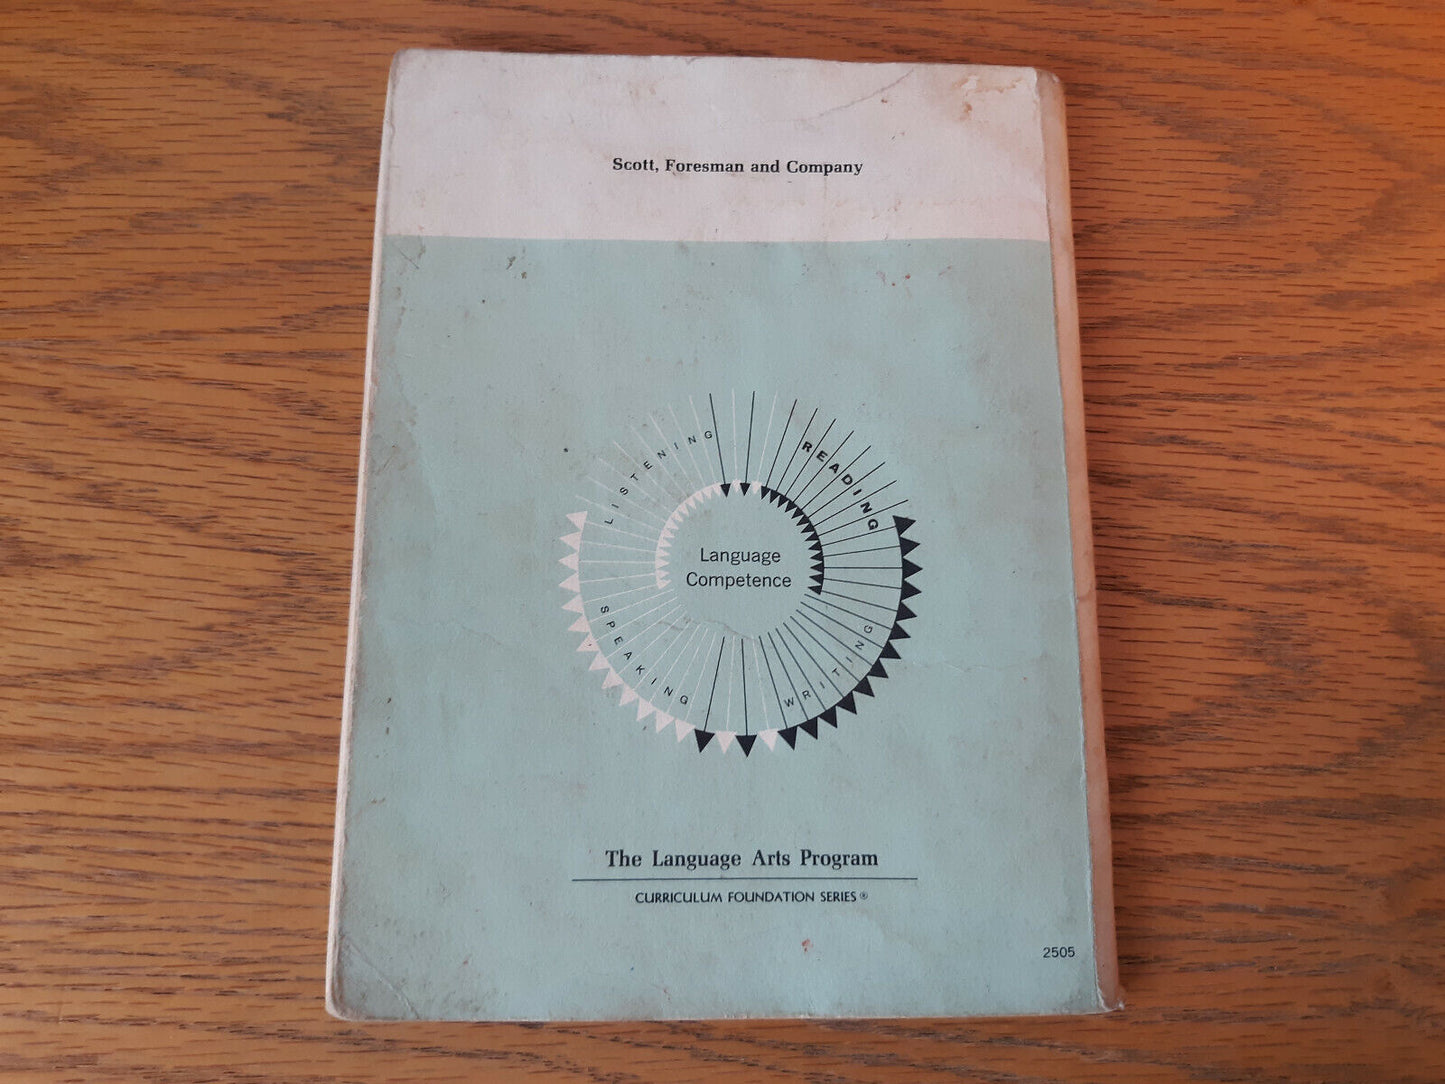 Scott, Foresman and Company
LISTENING
READING
Language
Competence
SPEAKING
WRITING
The Language Arts Program
CURRICULUM FOUNDATION SERIES ®
2505